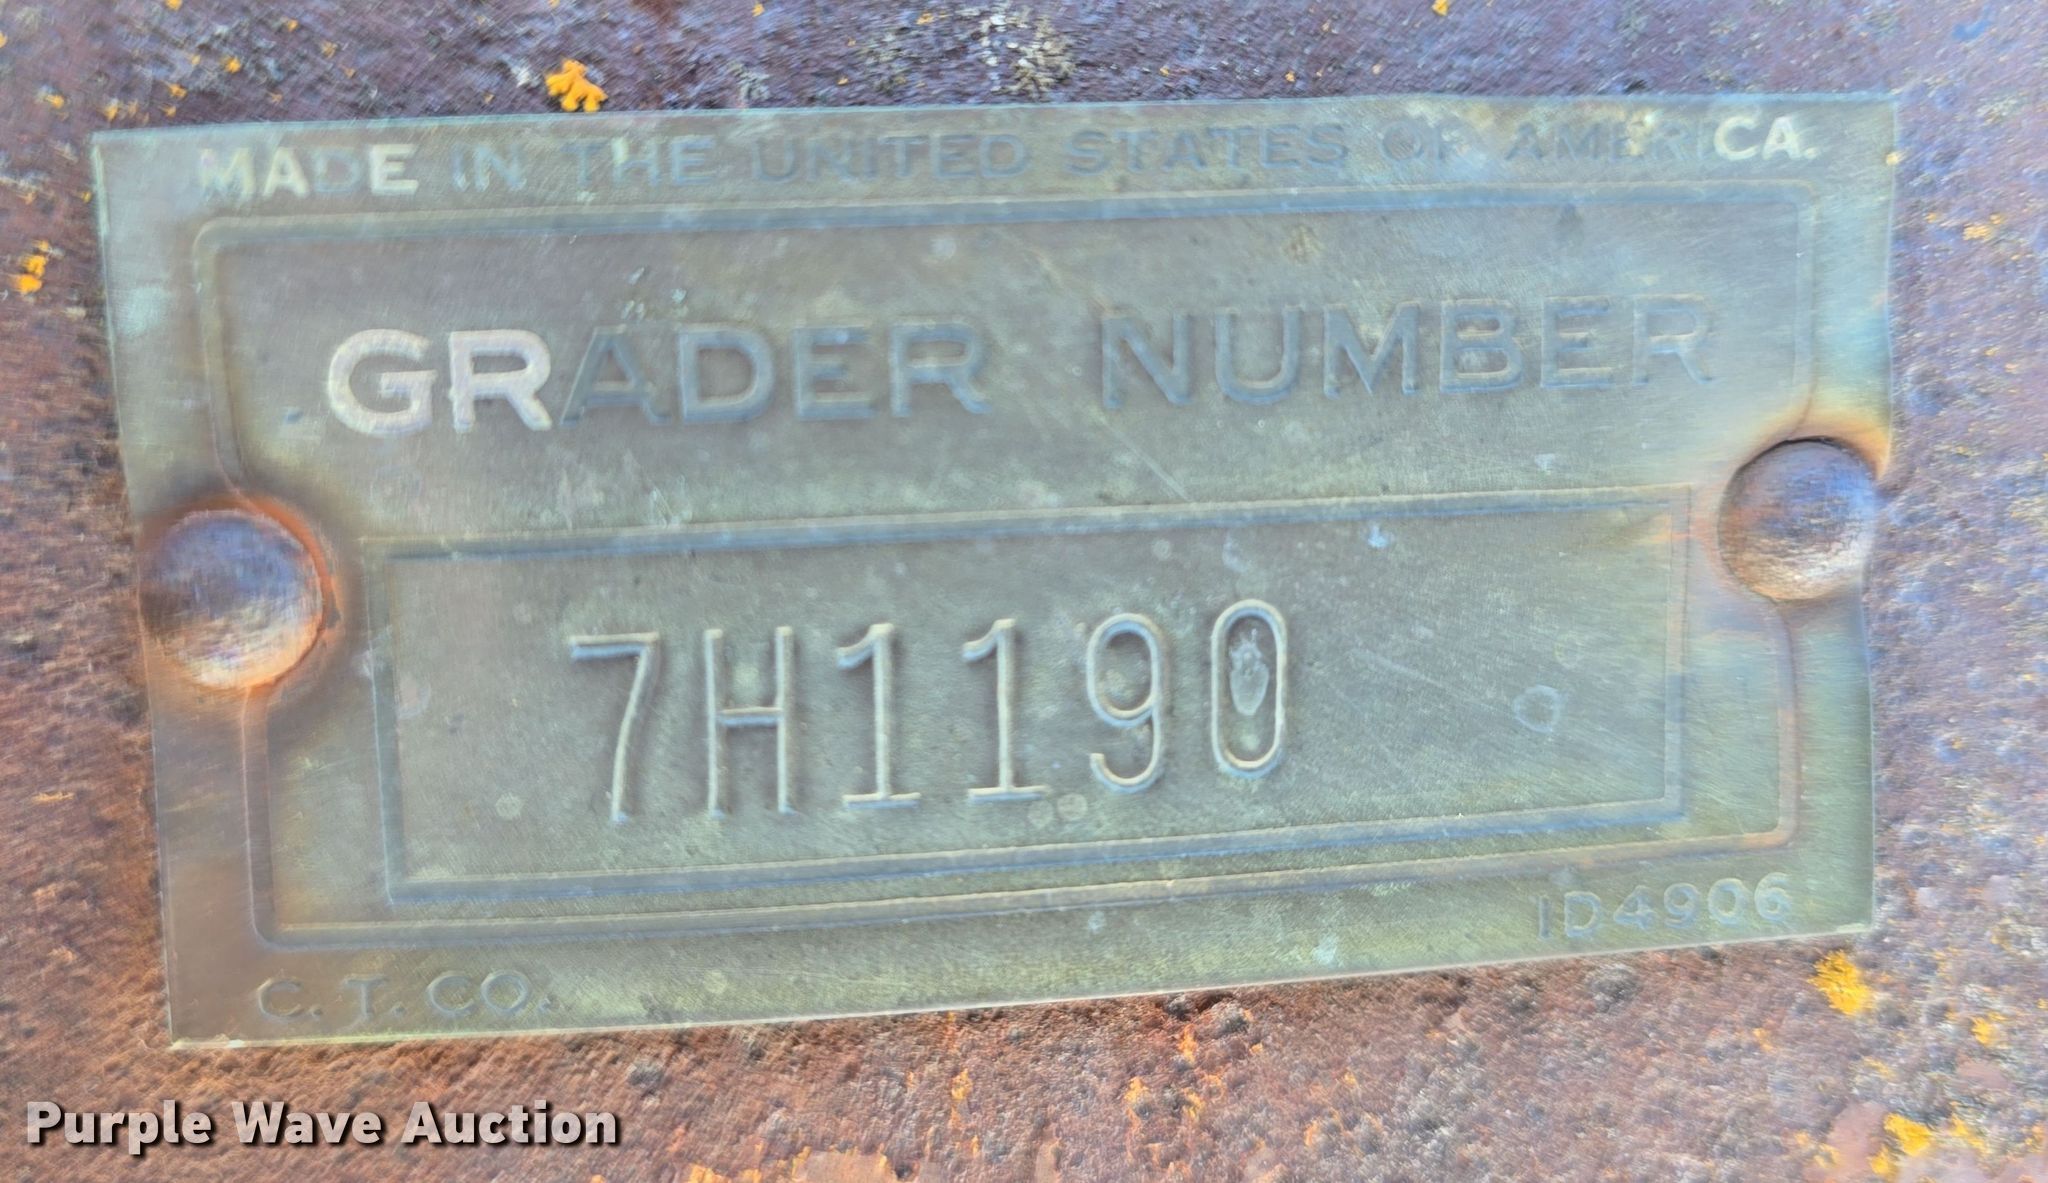 MADE IN THE UNITED STATES OF AMERICA.
GRADER NUMBER
7H1190
1D4906
C. T. CO.
Purple Wave Auction